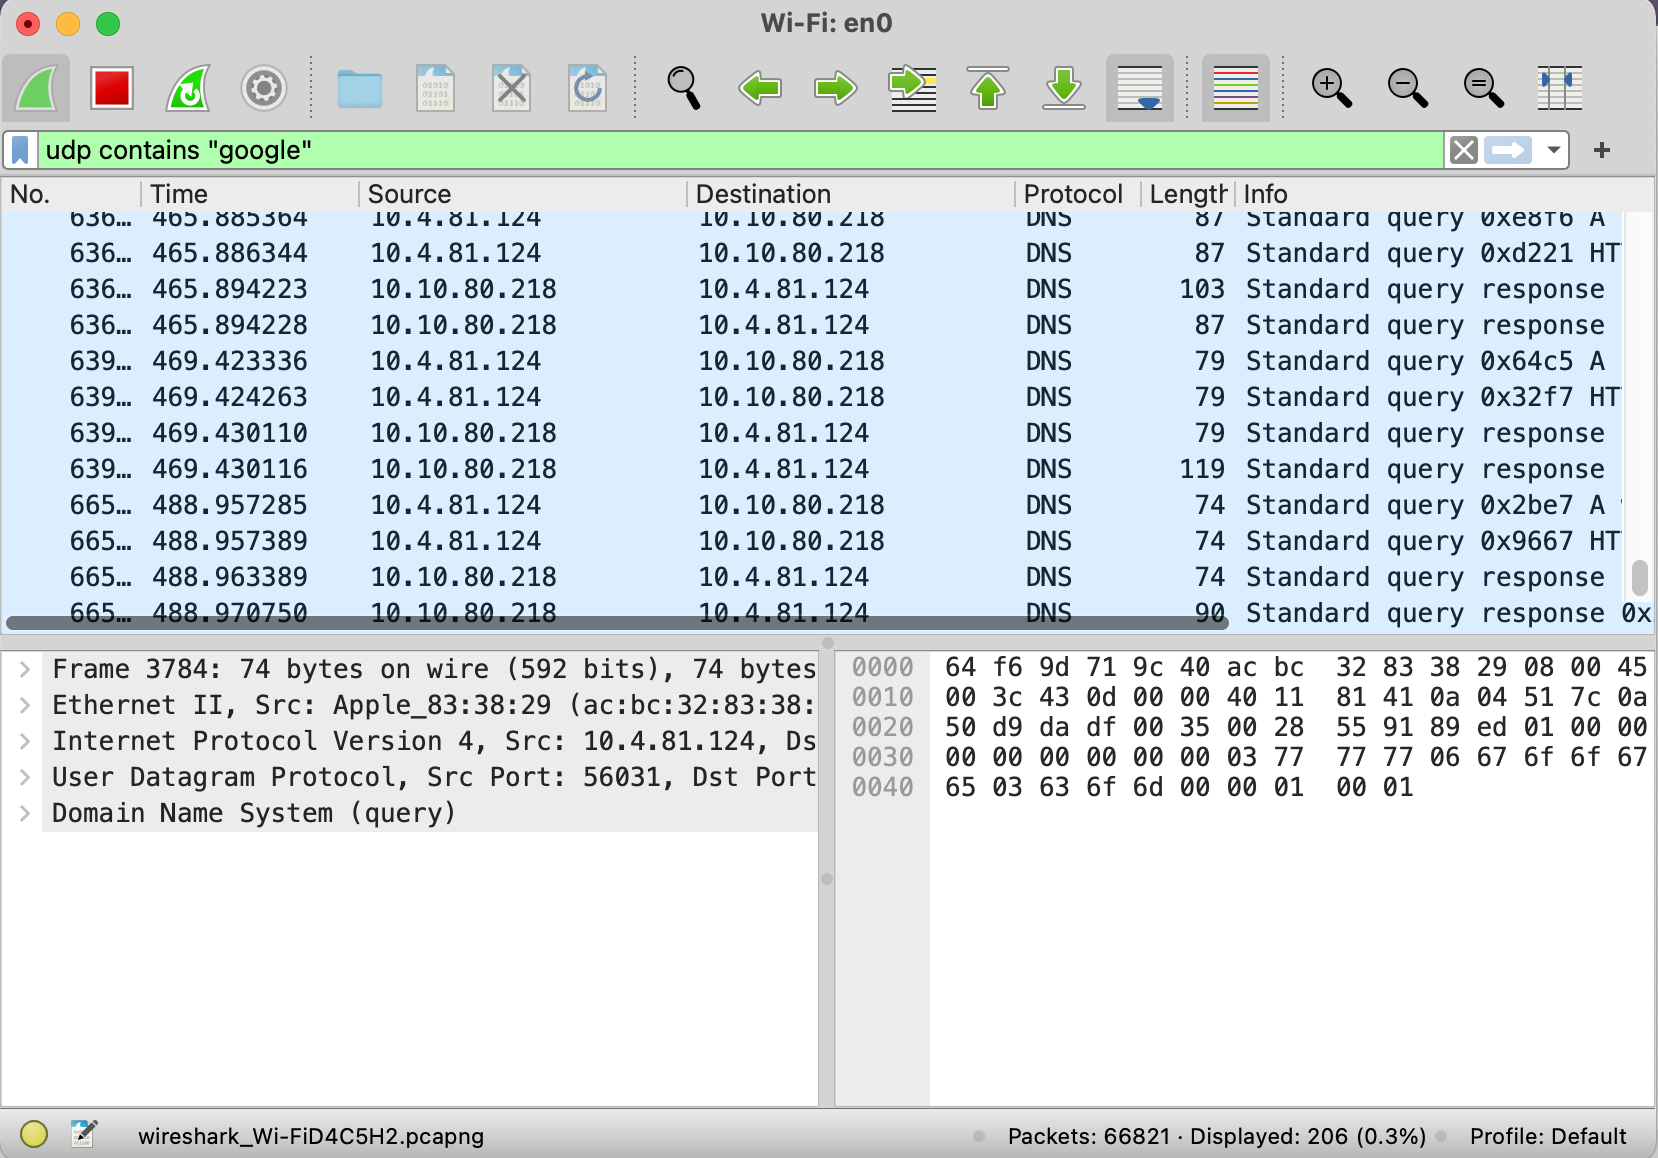 Wi-Fi: en0
udp contains "google"
No. Time Source Destination Protocol Length Info
636… 465.885364 10.4.81.124 10.10.80.218 DNS 87 Standard query 0xe8f6 A
636… 465.886344 10.4.81.124 10.10.80.218 DNS 87 Standard query 0xd221 HT
636… 465.894223 10.10.80.218 10.4.81.124 DNS 103 Standard query response
636… 465.894228 10.10.80.218 10.4.81.124 DNS 87 Standard query response
639… 469.423336 10.4.81.124 10.10.80.218 DNS 79 Standard query 0x64c5 A
639… 469.424263 10.4.81.124 10.10.80.218 DNS 79 Standard query 0x32f7 HT
639… 469.430110 10.10.80.218 10.4.81.124 DNS 79 Standard query response
639… 469.430116 10.10.80.218 10.4.81.124 DNS 119 Standard query response
665… 488.957285 10.4.81.124 10.10.80.218 DNS 74 Standard query 0x2be7 A
665… 488.957389 10.4.81.124 10.10.80.218 DNS 74 Standard query 0x9667 HT
665… 488.963389 10.10.80.218 10.4.81.124 DNS 74 Standard query response
665… 488.970750 10.10.80.218 10.4.81.124 DNS 90 Standard query response 0x
Frame 3784: 74 bytes on wire (592 bits), 74 bytes
Ethernet II, Src: Apple_83:38:29 (ac:bc:32:83:38:
Internet Protocol Version 4, Src: 10.4.81.124, Ds
User Datagram Protocol, Src Port: 56031, Dst Port
Domain Name System (query)
0000 64 f6 9d 71 9c 40 ac bc 32 83 38 29 08 00 45
0010 00 3c 43 0d 00 00 40 11 81 41 0a 04 51 7c 0a
0020 50 d9 da df 00 35 00 28 55 91 89 ed 01 00 00
0030 00 00 00 00 00 00 03 77 77 77 06 67 6f 6f 67
0040 65 03 63 6f 6d 00 00 01 00 01
wireshark_Wi-FiD4C5H2.pcapng
Packets: 66821 · Displayed: 206 (0.3%)
Profile: Default